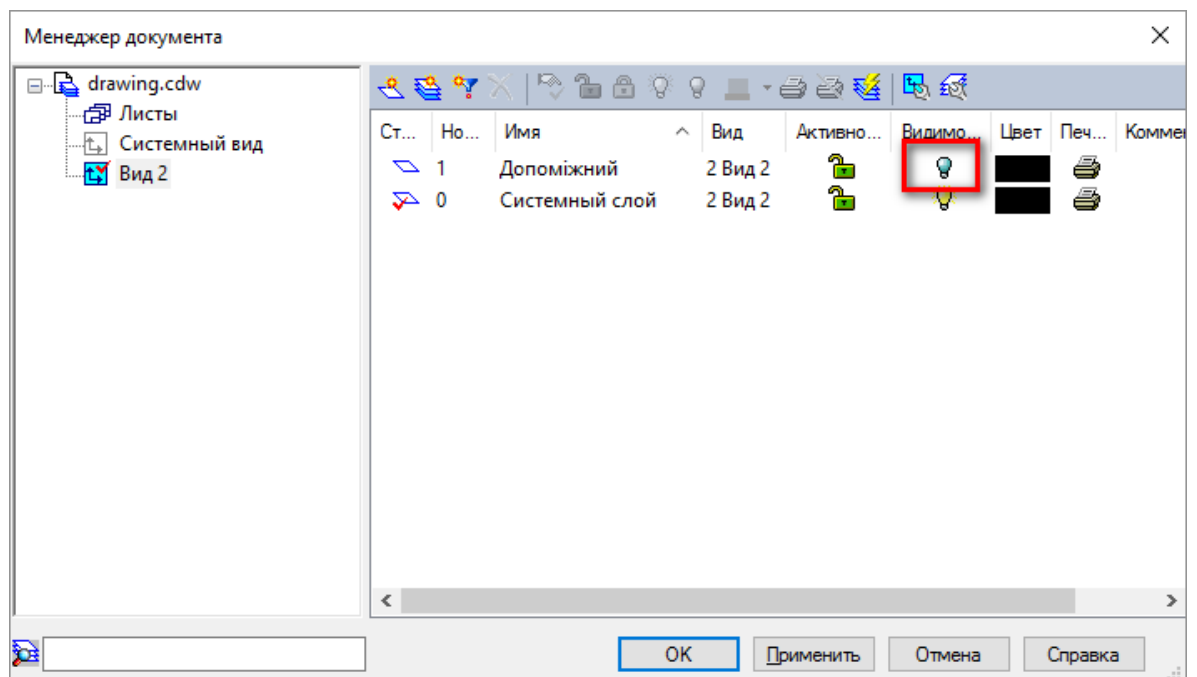 Менеджер документа
drawing.cdw
Листы
Системный вид
Вид 2
Ст... Но... Имя Вид Активно... Видимо... Цвет Печ... Коммен
1 Допоміжний 2 Вид 2
0 Системный слой 2 Вид 2
OK Применить Отмена Справка